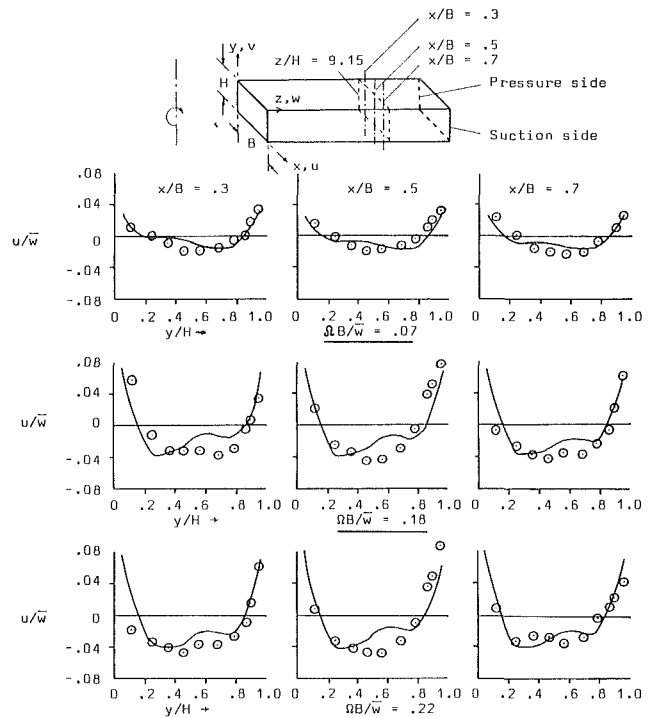 x/B = .3
y,v
x/B = .5
z/H = 9.15
x/B = .7
H
z,w
Pressure side
B
Suction side
x,u
.08
x/B = .3
x/B = .5
x/B = .7
.04
u/w̅
0
-.04
-.08
0 .2 .4 .6 .8 1.0
0 .2 .4 .6 .8 1.0
0 .2 .4 .6 .8 1.0
y/H →
ΩB/w̅ = .07
.08
.04
u/w̅
0
-.04
-.08
0 .2 .4 .6 .8 1.0
0 .2 .4 .6 .8 1.0
0 .2 .4 .6 .8 1.0
y/H →
ΩB/w̅ = .18
.08
.04
u/w̅
0
-.04
-.08
0 .2 .4 .6 .8 1.0
0 .2 .4 .6 .8 1.0
0 .2 .4 .6 .8 1.0
y/H →
ΩB/w̅ = .22